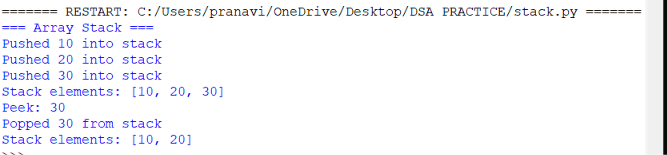 ======= RESTART: C:/Users/pranavi/OneDrive/Desktop/DSA PRACTICE/stack.py =======
=== Array Stack ===
Pushed 10 into stack
Pushed 20 into stack
Pushed 30 into stack
Stack elements: [10, 20, 30]
Peek: 30
Popped 30 from stack
Stack elements: [10, 20]